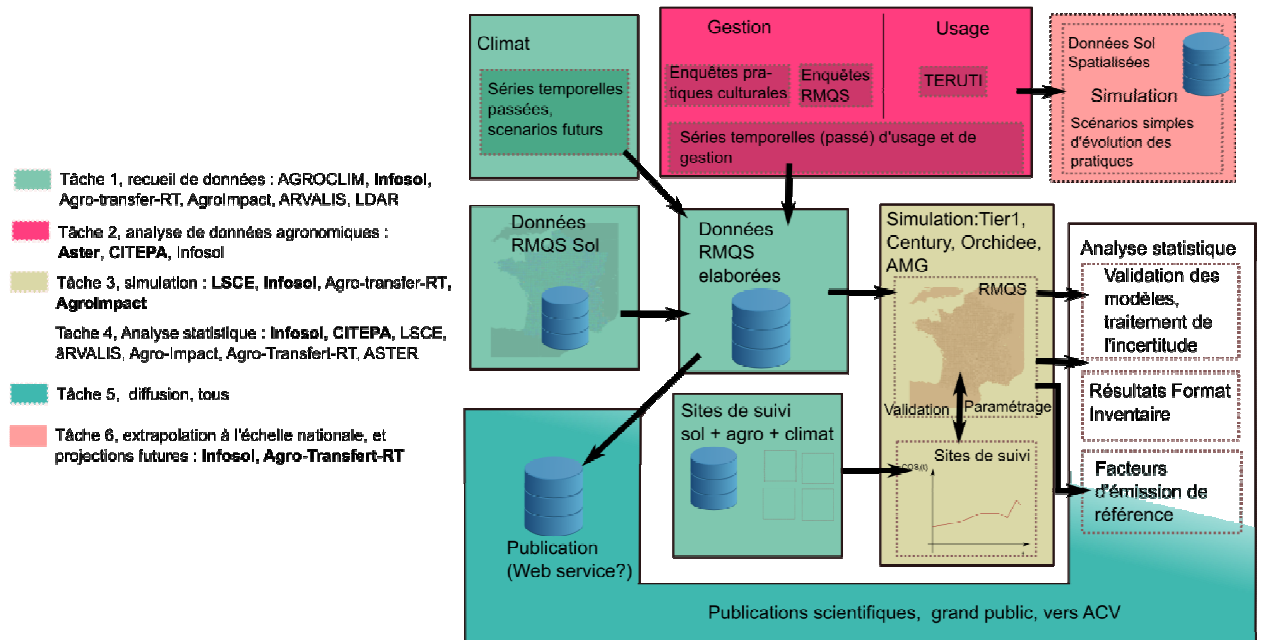 Tâche 1, recueil de données : AGROCLIM, Infosol,
Agro-transfer-RT, AgroImpact, ARVALIS, LDAR
Tâche 2, analyse de données agronomiques :
Aster, CITEPA, Infosol
Tâche 3, simulation : LSCE, Infosol, Agro-transfer-RT,
AgroImpact
Tache 4, Analyse statistique : Infosol, CITEPA, LSCE,
âRVALIS, Agro-Impact, Agro-Transfert-RT, ASTER
Tâche 5, diffusion, tous
Tâche 6, extrapolation à l'échelle nationale, et
projections futures : Infosol, Agro-Transfert-RT
Climat
Séries temporelles
passées,
scenarios futurs
Gestion
Usage
Enquêtes pra-
tiques culturales
Enquêtes
RMQS
TERUTI
Séries temporelles (passé) d'usage et de
gestion
Données Sol
Spatialisées
Simulation
Scénarios simples
d'évolution des
pratiques
Données
RMQS Sol
Données
RMQS
elaborées
Simulation:Tier1,
Century, Orchidee,
AMG
RMQS
Validation
Paramétrage
Sites de suivi
COS(t)
t
Analyse statistique
Validation des
modèles,
traitement de
l'incertitude
Résultats Format
Inventaire
Facteurs
d'émission de
référence
Sites de suivi
sol + agro + climat
Publication
(Web service?)
Publications scientifiques, grand public, vers ACV